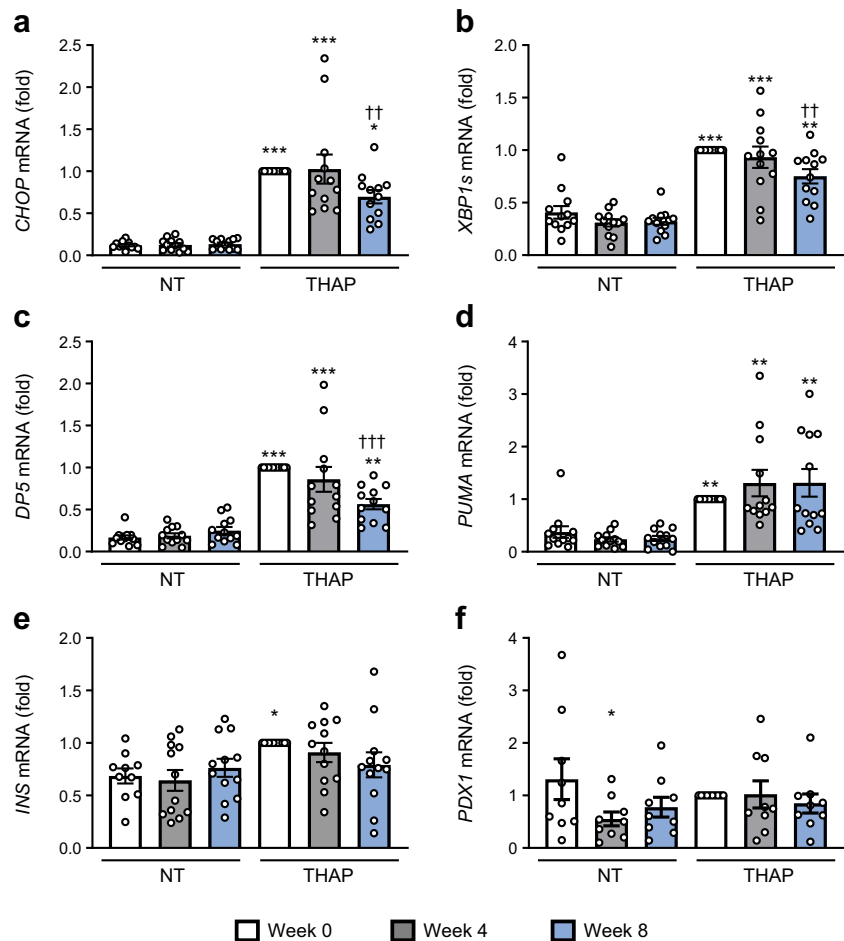 a
CHOP mRNA (fold)
2.5
2.0
1.5
1.0
0.5
0.0
***
***
††
*
NT
THAP
b
XBP1s mRNA (fold)
2.0
1.5
1.0
0.5
0.0
***
***
††
**
NT
THAP
c
DP5 mRNA (fold)
2.5
2.0
1.5
1.0
0.5
0.0
***
***
†††
**
NT
THAP
d
PUMA mRNA (fold)
4
3
2
1
0
**
**
**
NT
THAP
e
INS mRNA (fold)
2.0
1.5
1.0
0.5
0.0
*
NT
THAP
f
PDX1 mRNA (fold)
4
3
2
1
0
*
NT
THAP
Week 0
Week 4
Week 8